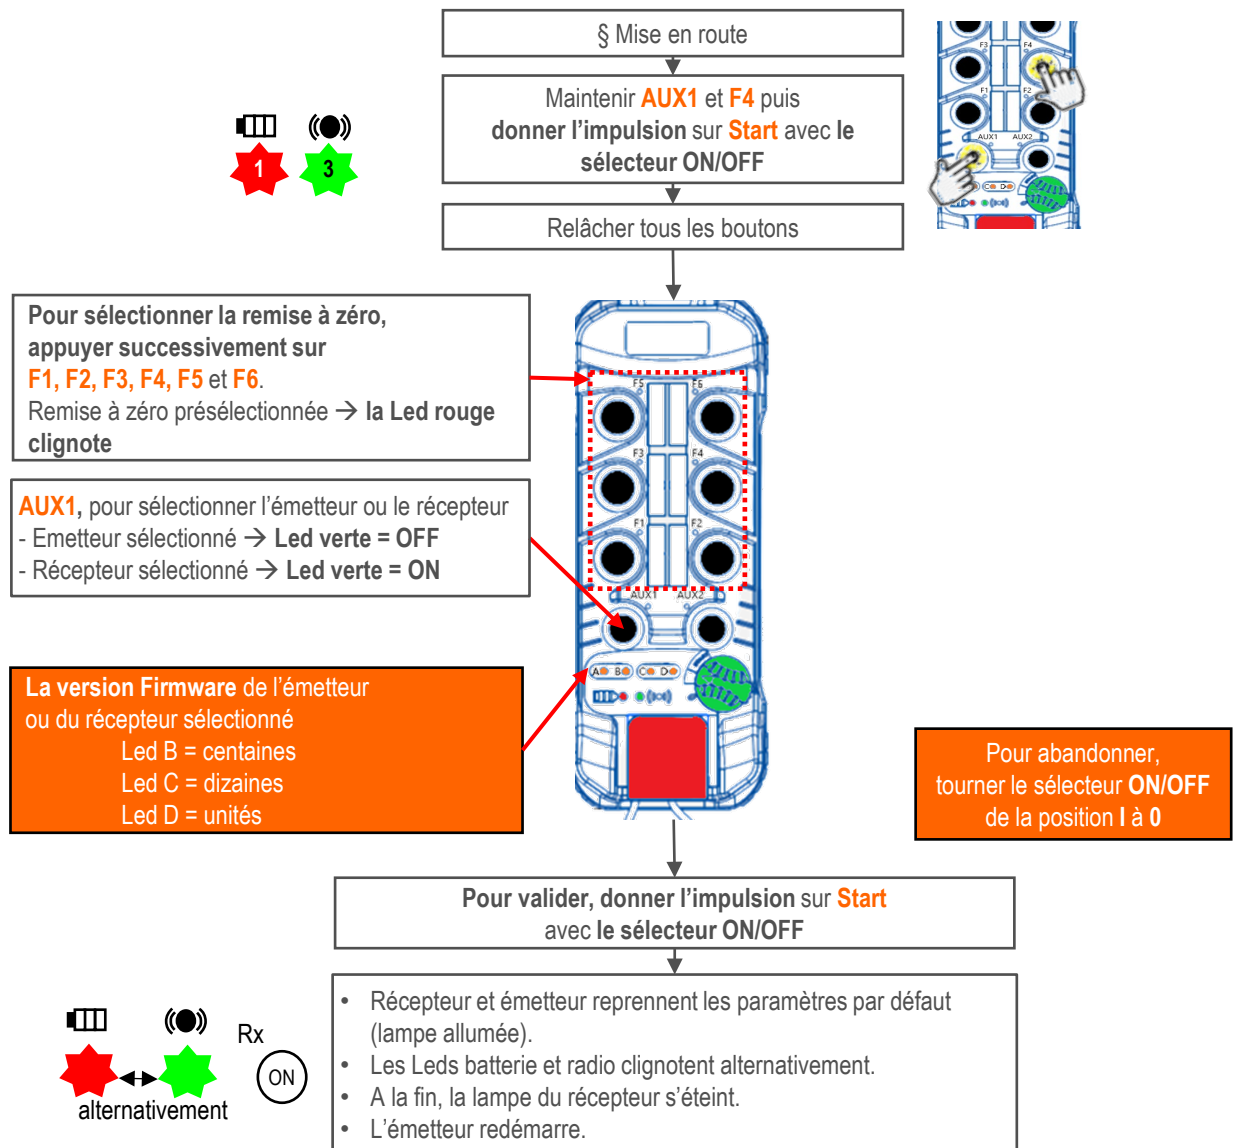 § Mise en route
Maintenir AUX1 et F4 puis
donner l'impulsion sur Start avec le
sélecteur ON/OFF
1
3
F3
F4
F1
F2
AUX1
AUX2
C
D
Relâcher tous les boutons
Pour sélectionner la remise à zéro,
appuyer successivement sur
F1, F2, F3, F4, F5 et F6.
Remise à zéro présélectionnée → la Led rouge
clignote
AUX1, pour sélectionner l'émetteur ou le récepteur
- Emetteur sélectionné → Led verte = OFF
- Récepteur sélectionné → Led verte = ON
La version Firmware de l'émetteur
ou du récepteur sélectionné
Led B = centaines
Led C = dizaines
Led D = unités
F5
F6
F3
F4
F1
F2
AUX1
AUX2
A
B
C
D
Pour abandonner,
tourner le sélecteur ON/OFF
de la position I à 0
Pour valider, donner l'impulsion sur Start
avec le sélecteur ON/OFF
Rx
ON
alternativement
• Récepteur et émetteur reprennent les paramètres par défaut
(lampe allumée).
• Les Leds batterie et radio clignotent alternativement.
• A la fin, la lampe du récepteur s'éteint.
• L'émetteur redémarre.